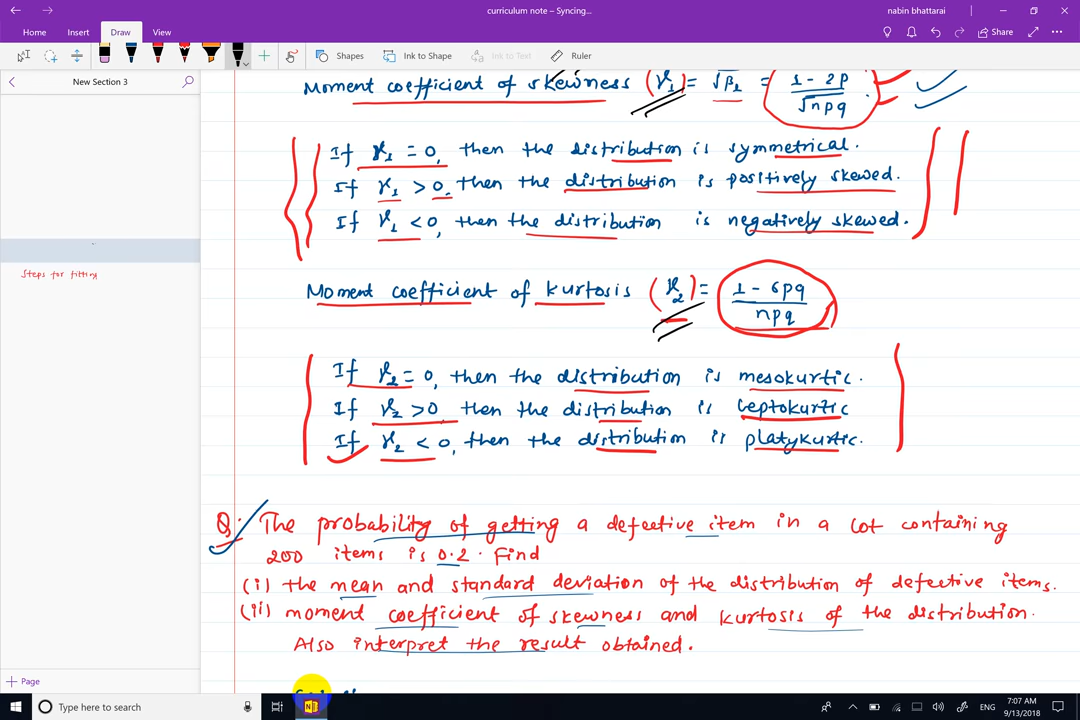 curriculum note - Syncing...
nabin bhattarai
Home Insert Draw View
Share
Shapes Ink to Shape Ink to Text Ruler
New Section 3
Steps for fitting
Moment coefficient of skewness (γ₁) = √β₁ = 1 - 2p / √npq
If γ₁ = 0, then the distribution is symmetrical.
If γ₁ > 0, then the distribution is positively skewed.
If γ₁ < 0, then the distribution is negatively skewed.
Moment coefficient of kurtosis (γ₂) = 1 - 6pq / npq
If γ₂ = 0, then the distribution is mesokurtic.
If γ₂ > 0, then the distribution is leptokurtic
If γ₂ < 0, then the distribution is platykurtic.
Q: The probability of getting a defective item in a lot containing
200 items is 0.2. Find
(i) the mean and standard deviation of the distribution of defective items.
(ii) moment coefficient of skewness and kurtosis of the distribution.
Also interpret the result obtained.
+ Page
Type here to search
ENG
7:07 AM
9/13/2018